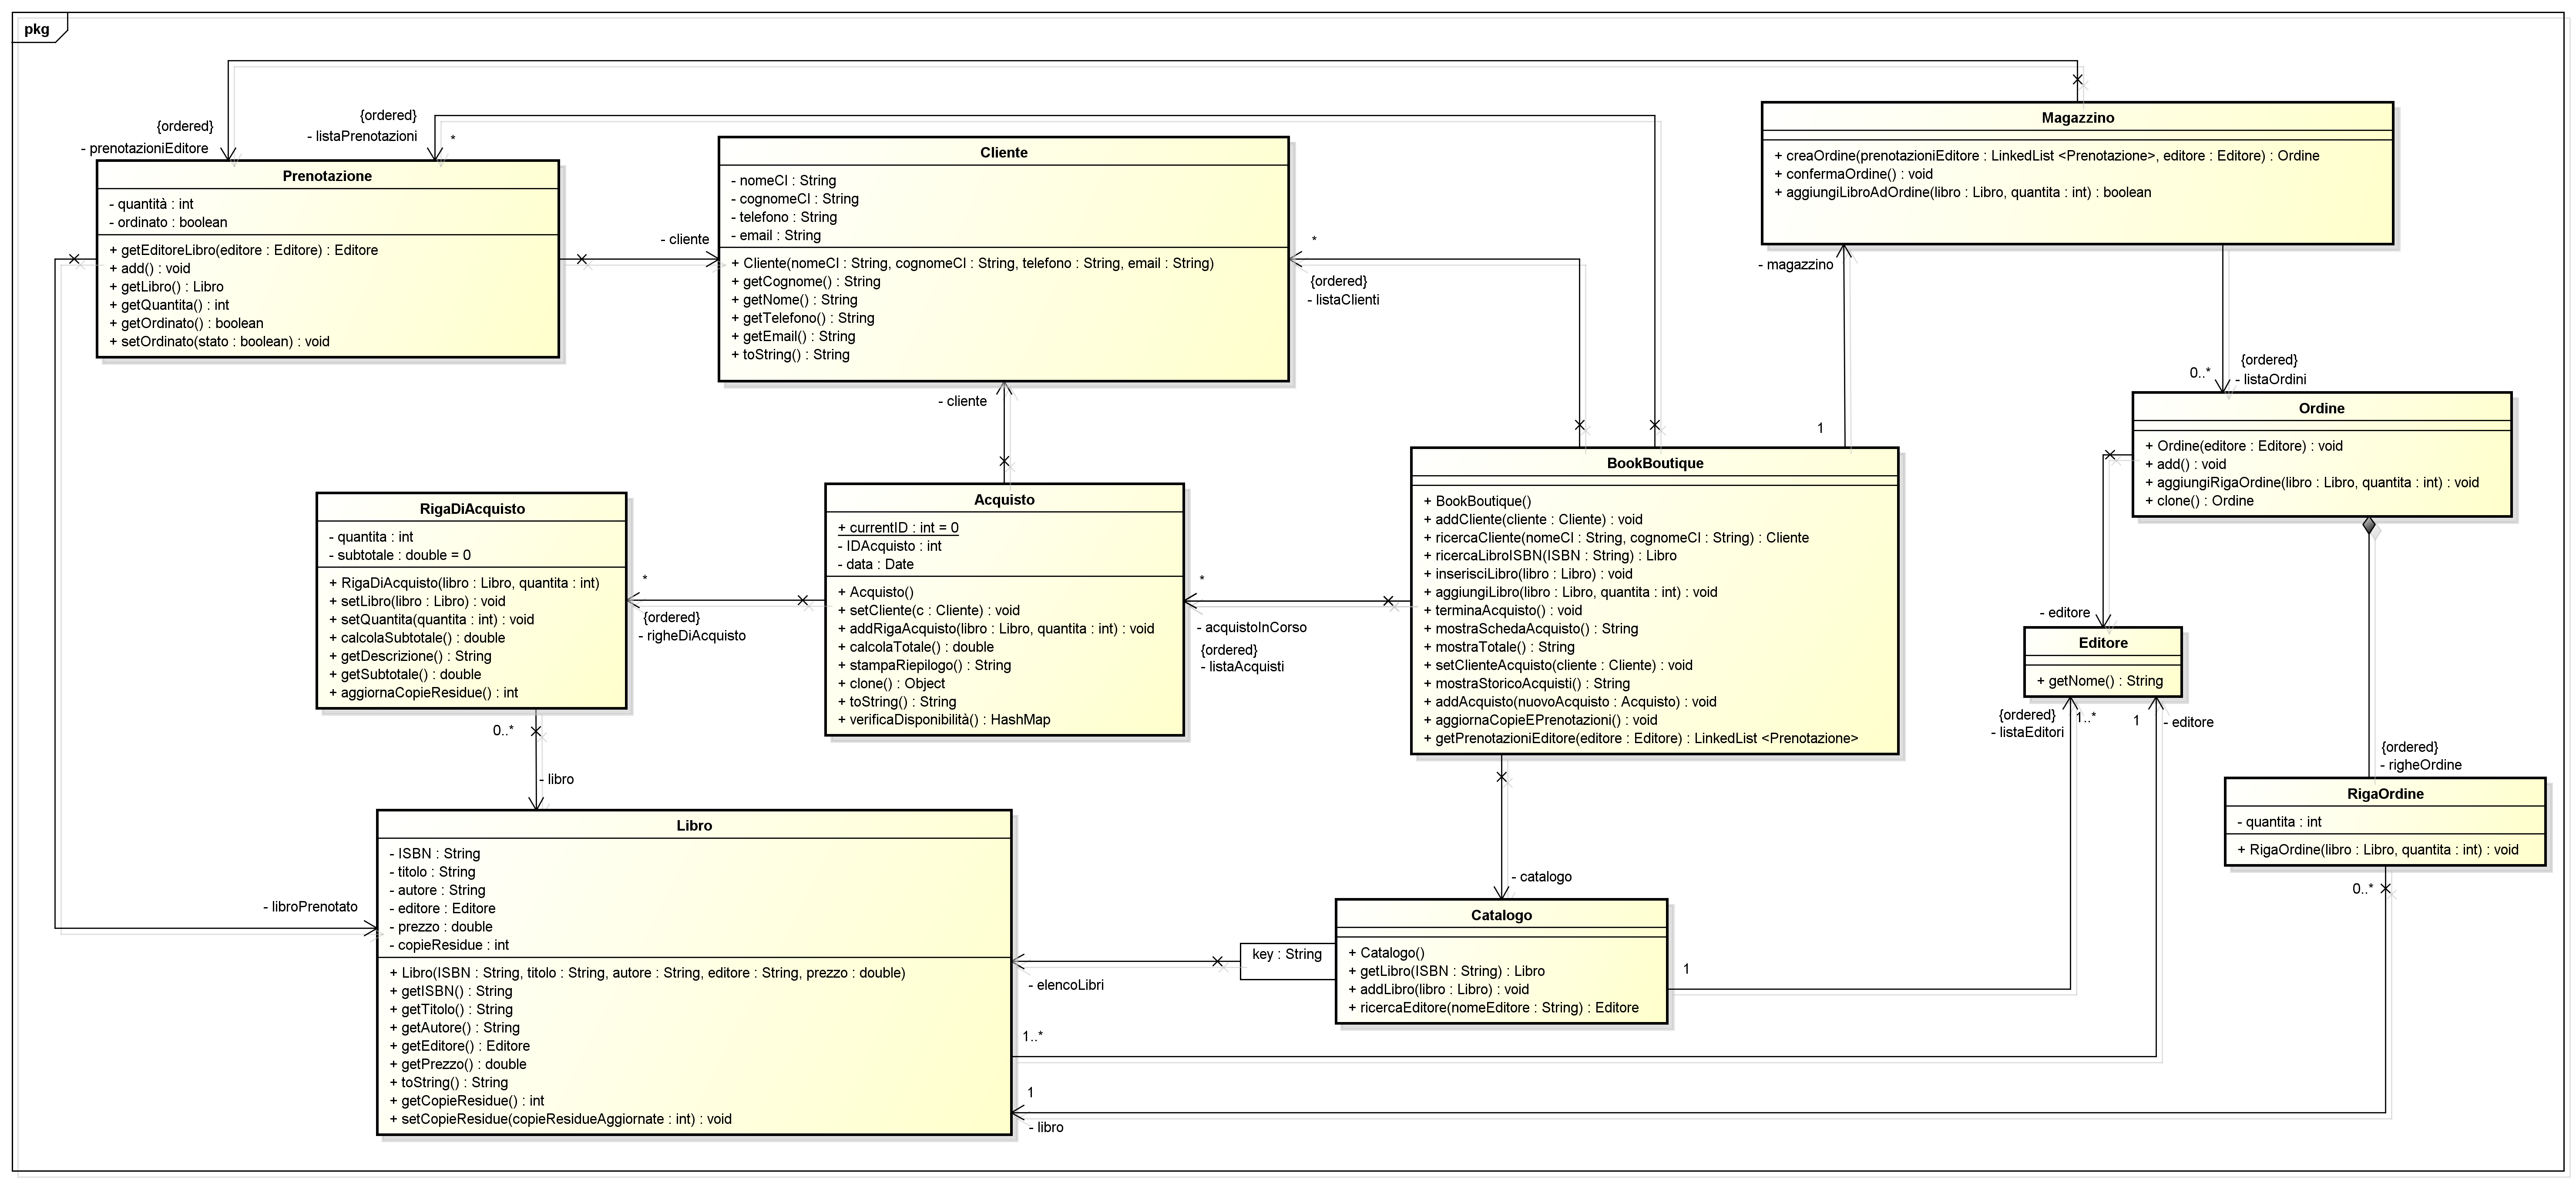 pkg
{ordered}
- prenotazioniEditore
{ordered}
- listaPrenotazioni
*
Prenotazione
- quantità : int
- ordinato : boolean
+ getEditoreLibro(editore : Editore) : Editore
+ add() : void
+ getLibro() : Libro
+ getQuantita() : int
+ getOrdinato() : boolean
+ setOrdinato(stato : boolean) : void
- cliente
Cliente
- nomeCl : String
- cognomeCl : String
- telefono : String
- email : String
+ Cliente(nomeCl : String, cognomeCl : String, telefono : String, email : String)
+ getCognome() : String
+ getNome() : String
+ getTelefono() : String
+ getEmail() : String
+ toString() : String
*
{ordered}
- listaClienti
Magazzino
+ creaOrdine(prenotazioniEditore : LinkedList <Prenotazione>, editore : Editore) : Ordine
+ confermaOrdine() : void
+ aggiungiLibroAdOrdine(libro : Libro, quantita : int) : boolean
- magazzino
1
{ordered}
0..*
- listaOrdini
Ordine
+ Ordine(editore : Editore) : void
+ add() : void
+ aggiungiRigaOrdine(libro : Libro, quantita : int) : void
+ clone() : Ordine
- cliente
RigaDiAcquisto
- quantita : int
- subtotale : double = 0
+ RigaDiAcquisto(libro : Libro, quantita : int)
+ setLibro(libro : Libro) : void
+ setQuantita(quantita : int) : void
+ calcolaSubtotale() : double
+ getDescrizione() : String
+ getSubtotale() : double
+ aggiornaCopieResidue() : int
*
{ordered}
- righeDiAcquisto
Acquisto
+ currentID : int = 0
- IDAcquisto : int
- data : Date
+ Acquisto()
+ setCliente(c : Cliente) : void
+ addRigaAcquisto(libro : Libro, quantita : int) : void
+ calcolaTotale() : double
+ stampaRiepilogo() : String
+ clone() : Object
+ toString() : String
+ verificaDisponibilità() : HashMap
*
- acquistoInCorso
{ordered}
- listaAcquisti
BookBoutique
+ BookBoutique()
+ addCliente(cliente : Cliente) : void
+ ricercaCliente(nomeCl : String, cognomeCl : String) : Cliente
+ ricercaLibroISBN(ISBN : String) : Libro
+ inserisciLibro(libro : Libro) : void
+ aggiungiLibro(libro : Libro, quantita : int) : void
+ terminaAcquisto() : void
+ mostraSchedaAcquisto() : String
+ mostraTotale() : String
+ setClienteAcquisto(cliente : Cliente) : void
+ mostraStoricoAcquisti() : String
+ addAcquisto(nuovoAcquisto : Acquisto) : void
+ aggiornaCopieEPrenotazioni() : void
+ getPrenotazioniEditore(editore : Editore) : LinkedList <Prenotazione>
- editore
Editore
+ getNome() : String
{ordered}
1..*
- listaEditori
1
- editore
{ordered}
- righeOrdine
RigaOrdine
- quantita : int
+ RigaOrdine(libro : Libro, quantita : int) : void
0..*
0..*
- libro
- libroPrenotato
Libro
- ISBN : String
- titolo : String
- autore : String
- editore : Editore
- prezzo : double
- copieResidue : int
+ Libro(ISBN : String, titolo : String, autore : String, editore : String, prezzo : double)
+ getISBN() : String
+ getTitolo() : String
+ getAutore() : String
+ getEditore() : Editore
+ getPrezzo() : double
+ toString() : String
+ getCopieResidue() : int
+ setCopieResidue(copieResidueAggiornate : int) : void
- catalogo
Catalogo
+ Catalogo()
+ getLibro(ISBN : String) : Libro
+ addLibro(libro : Libro) : void
+ ricercaEditore(nomeEditore : String) : Editore
key : String
- elencoLibri
1
1..*
1
- libro